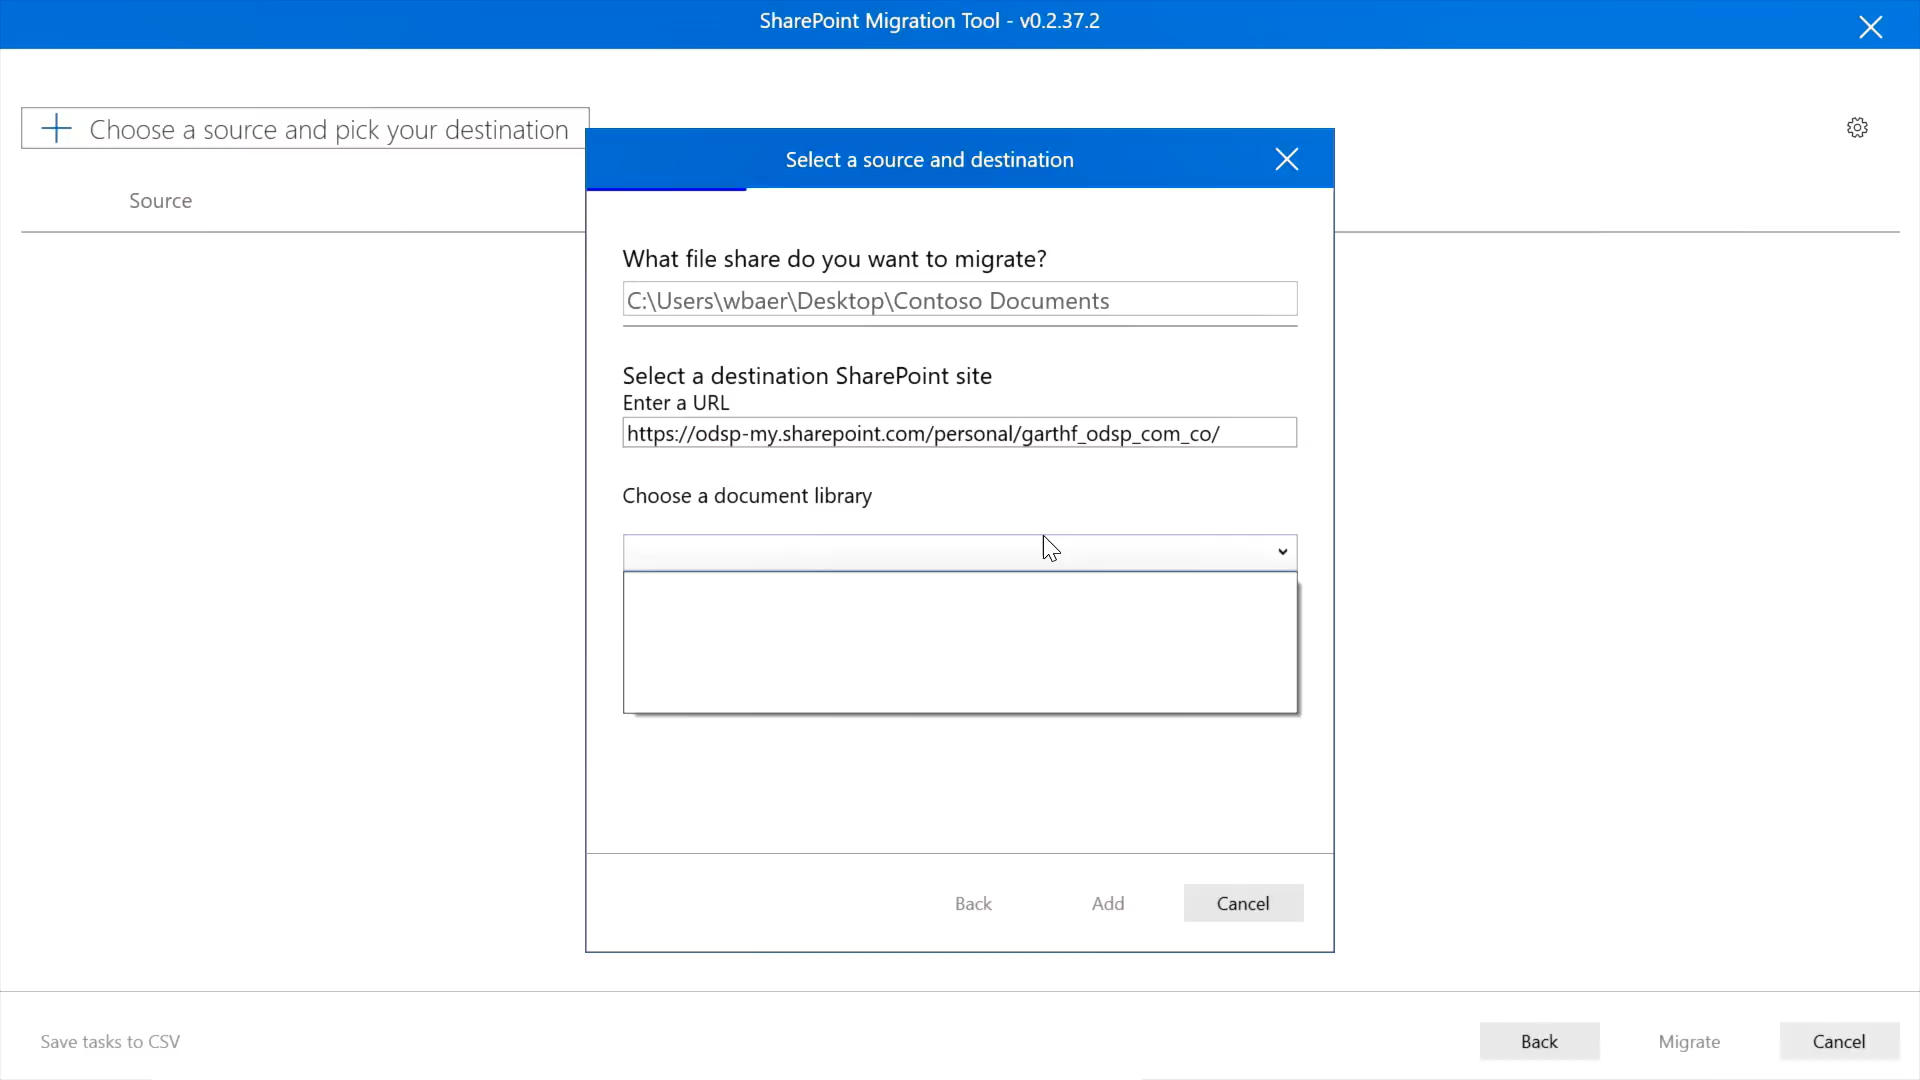 SharePoint Migration Tool - v0.2.37.2
Choose a source and pick your destination
Source
Select a source and destination
What file share do you want to migrate?
C:\Users\wbaer\Desktop\Contoso Documents
Select a destination SharePoint site
Enter a URL
https://odsp-my.sharepoint.com/personal/garthf_odsp_com_co/
Choose a document library
Back Add Cancel
Save tasks to CSV Back Migrate Cancel